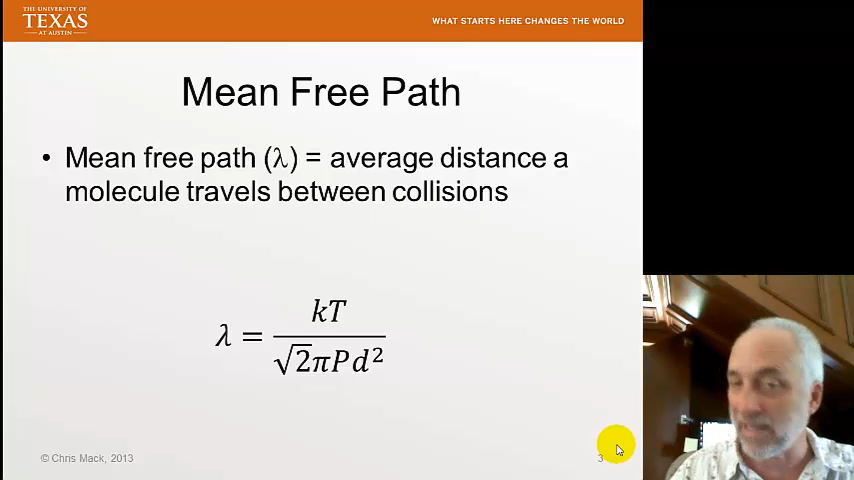 THE UNIVERSITY OF
TEXAS
AT AUSTIN
WHAT STARTS HERE CHANGES THE WORLD
Mean Free Path
• Mean free path (λ) = average distance a
molecule travels between collisions
λ = kT / √2πPd²
© Chris Mack, 2013
3